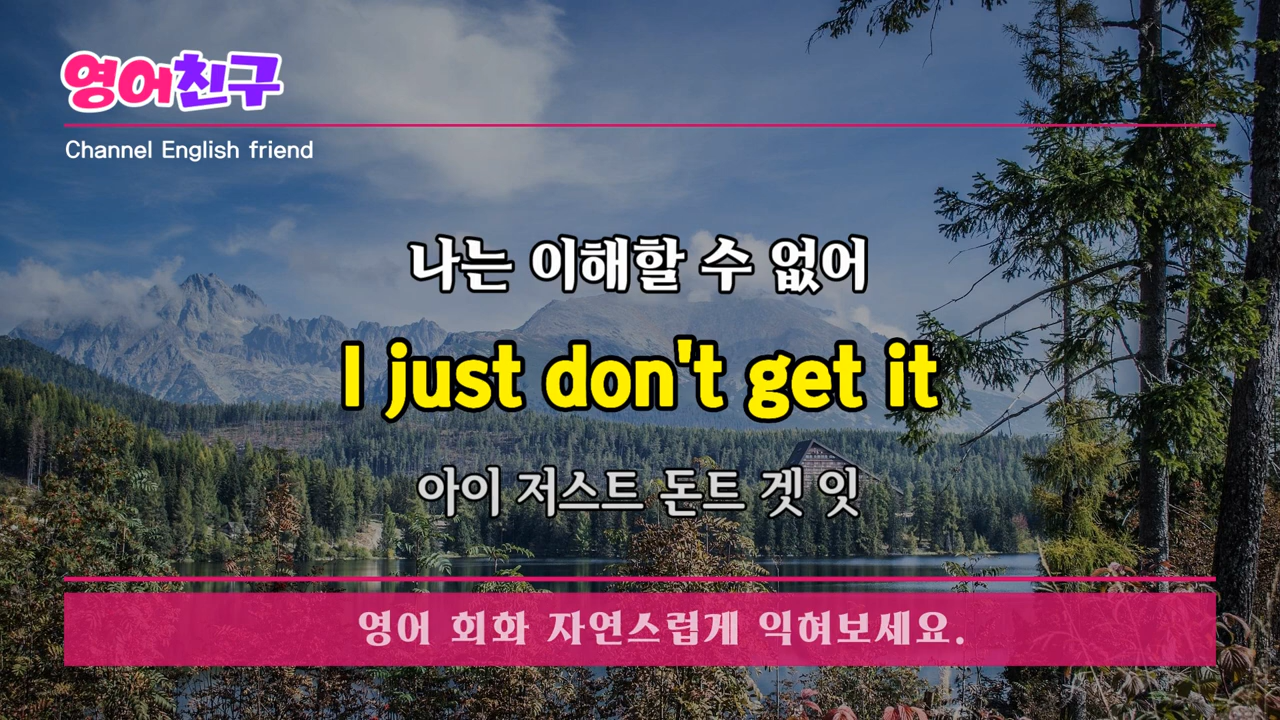 영어친구
Channel English friend
나는 이해할 수 없어
I just don't get it
아이 저스트 돈트 겟 잇
영어 회화 자연스럽게 익혀보세요.